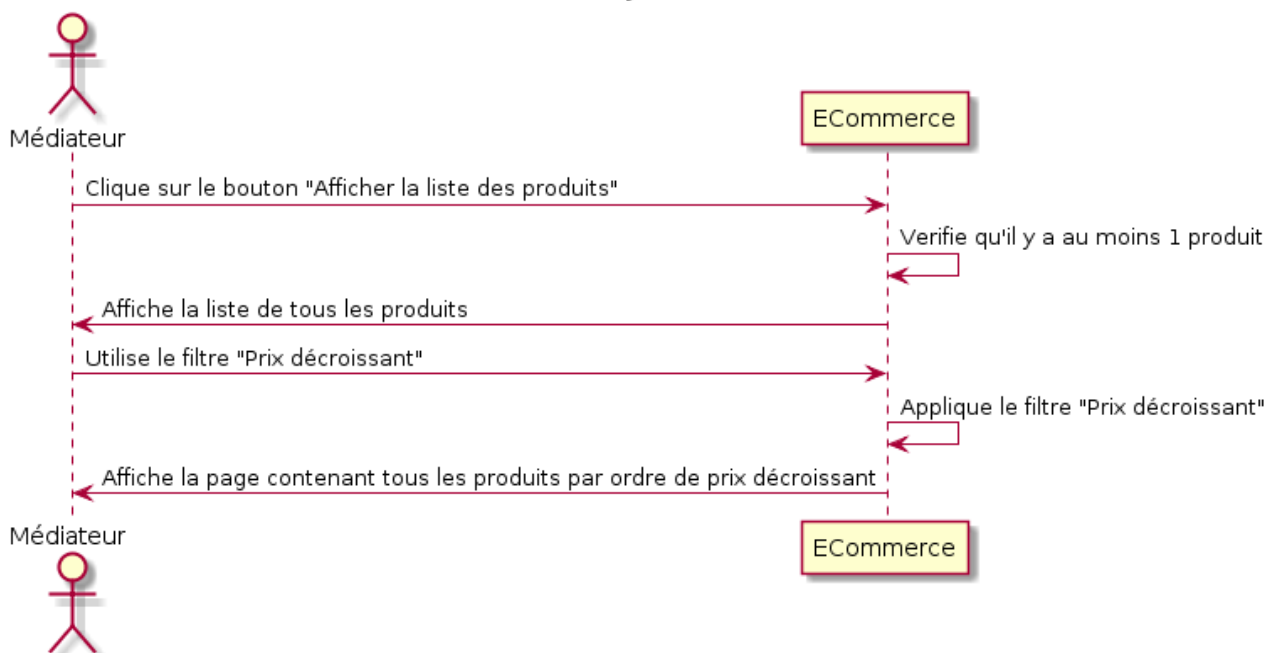 Médiateur
ECommerce
Clique sur le bouton "Afficher la liste des produits"
Verifie qu'il y a au moins 1 produit
Affiche la liste de tous les produits
Utilise le filtre "Prix décroissant"
Applique le filtre "Prix décroissant"
Affiche la page contenant tous les produits par ordre de prix décroissant
Médiateur
ECommerce